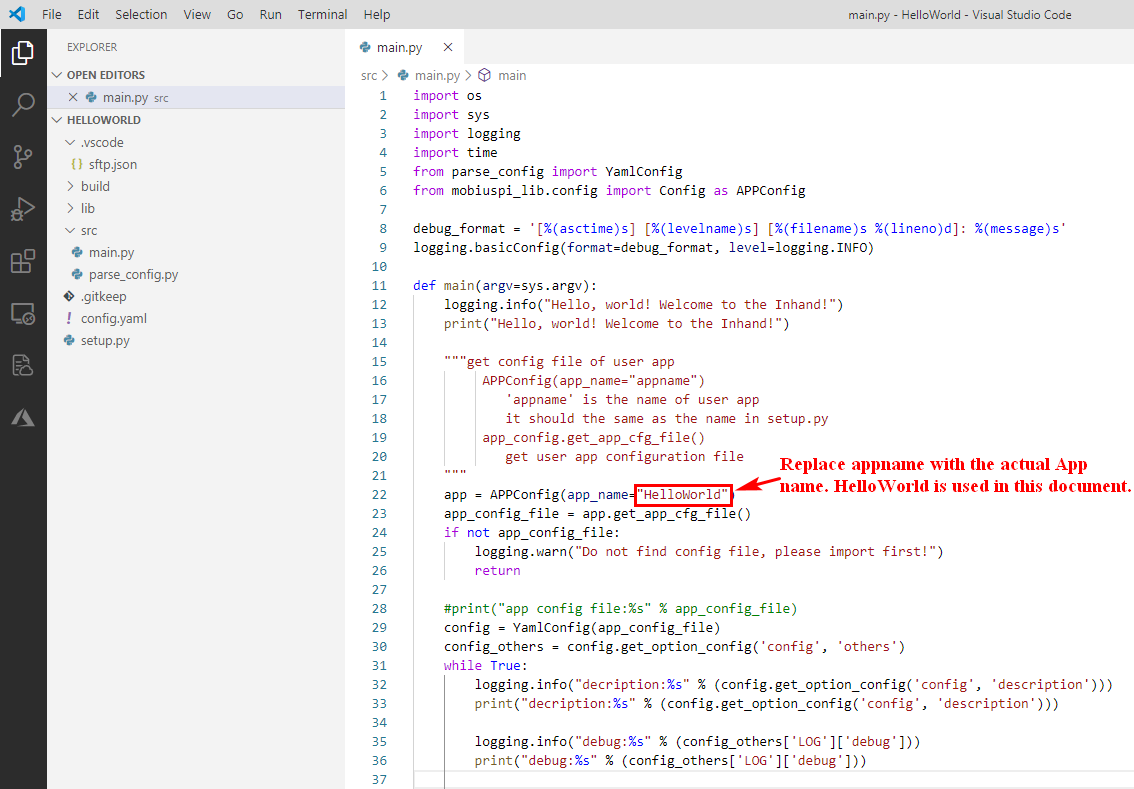 File Edit Selection View Go Run Terminal Help main.py - HelloWorld - Visual Studio Code
EXPLORER
OPEN EDITORS
main.py src
HELLOWORLD
.vscode
{} sftp.json
build
lib
src
main.py
parse_config.py
.gitkeep
! config.yaml
setup.py
main.py
src > main.py > main
1 import os
2 import sys
3 import logging
4 import time
5 from parse_config import YamlConfig
6 from mobiuspi_lib.config import Config as APPConfig
7
8 debug_format = '[%(asctime)s] [%(levelname)s] [%(filename)s %(lineno)d]: %(message)s'
9 logging.basicConfig(format=debug_format, level=logging.INFO)
10
11 def main(argv=sys.argv):
12 logging.info("Hello, world! Welcome to the Inhand!")
13 print("Hello, world! Welcome to the Inhand!")
14
15 """get config file of user app
16 APPConfig(app_name="appname")
17 'appname' is the name of user app
18 it should the same as the name in setup.py
19 app_config.get_app_cfg_file()
20 get user app configuration file
21 """
22 app = APPConfig(app_name="HelloWorld")
23 app_config_file = app.get_app_cfg_file()
24 if not app_config_file:
25 logging.warn("Do not find config file, please import first!")
26 return
27
28 #print("app config file:%s" % app_config_file)
29 config = YamlConfig(app_config_file)
30 config_others = config.get_option_config('config', 'others')
31 while True:
32 logging.info("decription:%s" % (config.get_option_config('config', 'description')))
33 print("decription:%s" % (config.get_option_config('config', 'description')))
34
35 logging.info("debug:%s" % (config_others['LOG']['debug']))
36 print("debug:%s" % (config_others['LOG']['debug']))
37
Replace appname with the actual App
name. HelloWorld is used in this document.